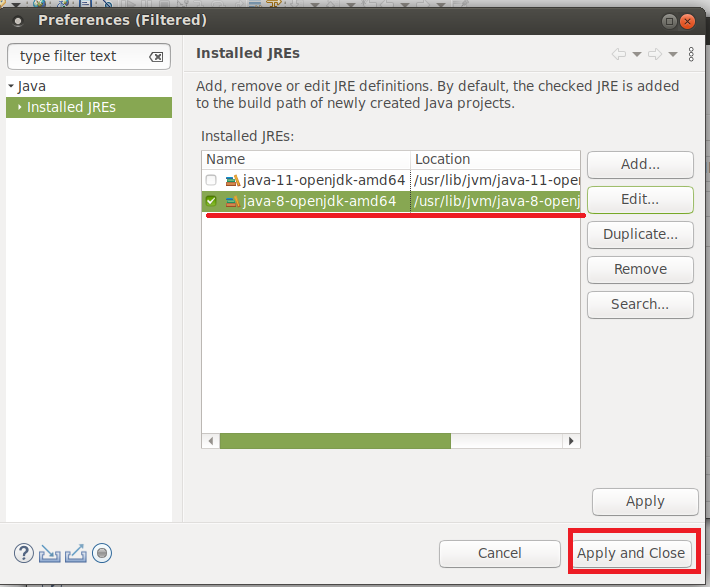 Preferences (Filtered)
type filter text
Installed JREs
Java
Installed JREs
Add, remove or edit JRE definitions. By default, the checked JRE is added
to the build path of newly created Java projects.
Installed JREs:
Name Location
java-11-openjdk-amd64 /usr/lib/jvm/java-11-open
java-8-openjdk-amd64 /usr/lib/jvm/java-8-openj
Add...
Edit...
Duplicate...
Remove
Search...
Apply
? Cancel Apply and Close